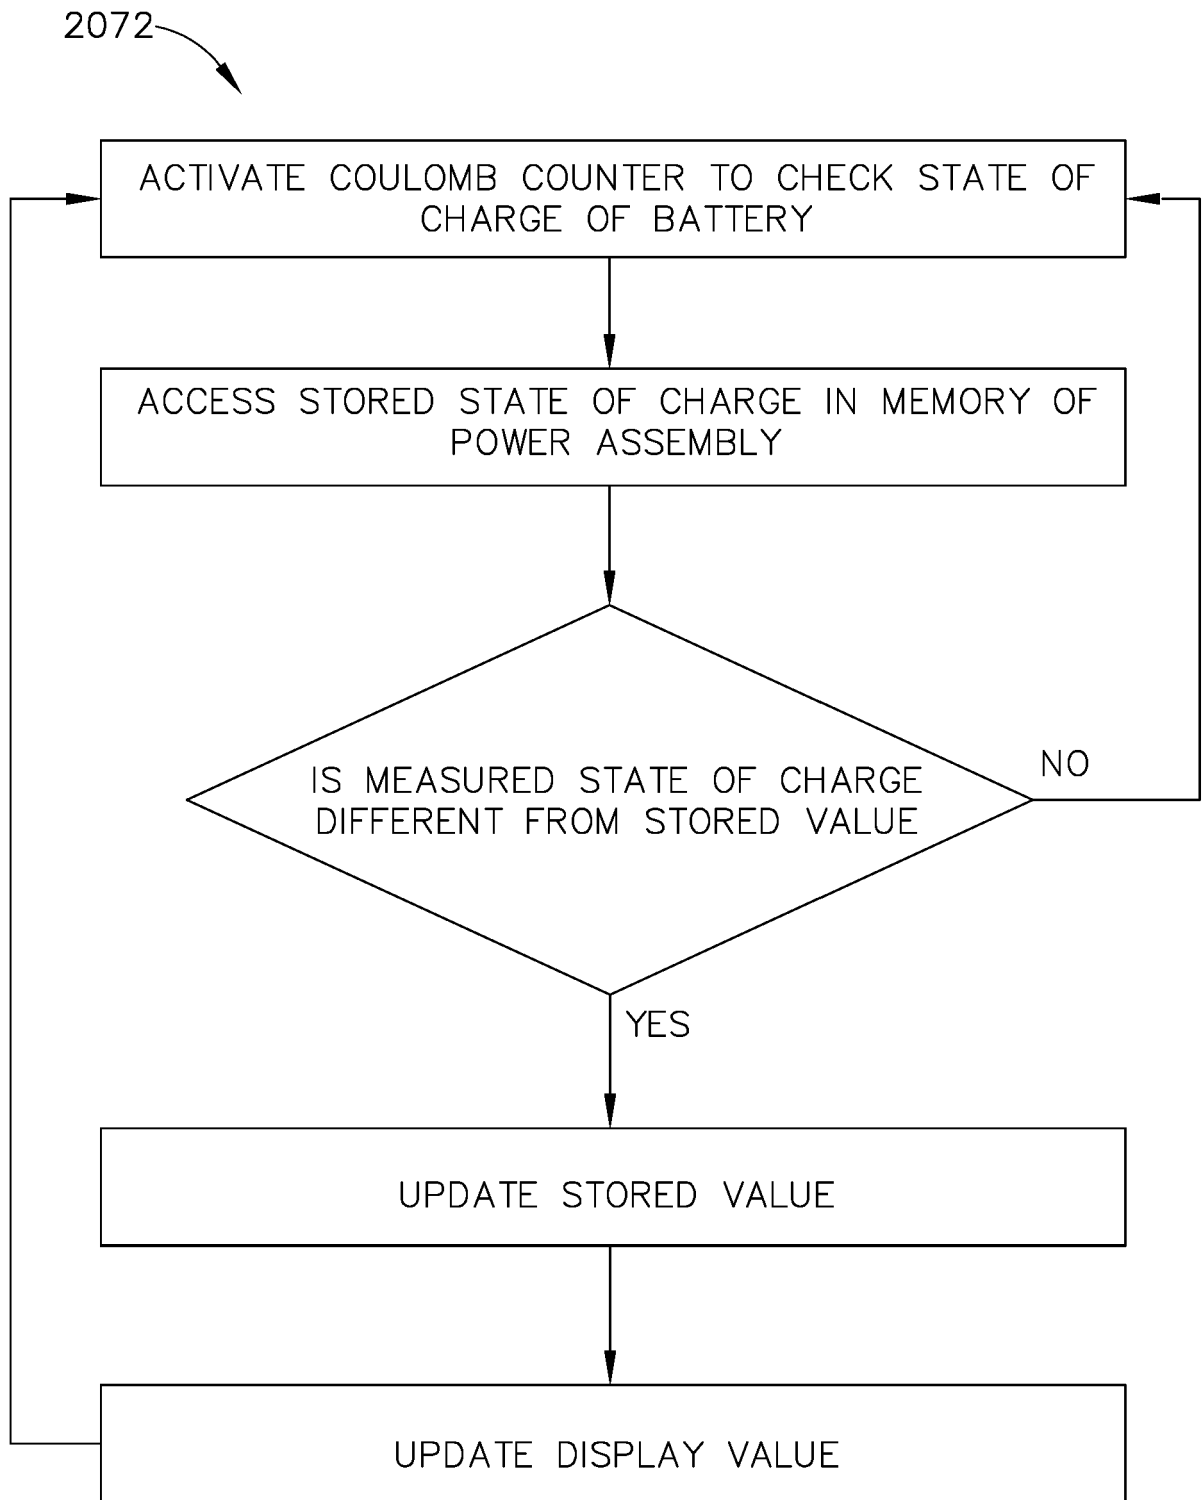 2072
ACTIVATE COULOMB COUNTER TO CHECK STATE OF
CHARGE OF BATTERY
ACCESS STORED STATE OF CHARGE IN MEMORY OF
POWER ASSEMBLY
IS MEASURED STATE OF CHARGE
DIFFERENT FROM STORED VALUE
NO
YES
UPDATE STORED VALUE
UPDATE DISPLAY VALUE